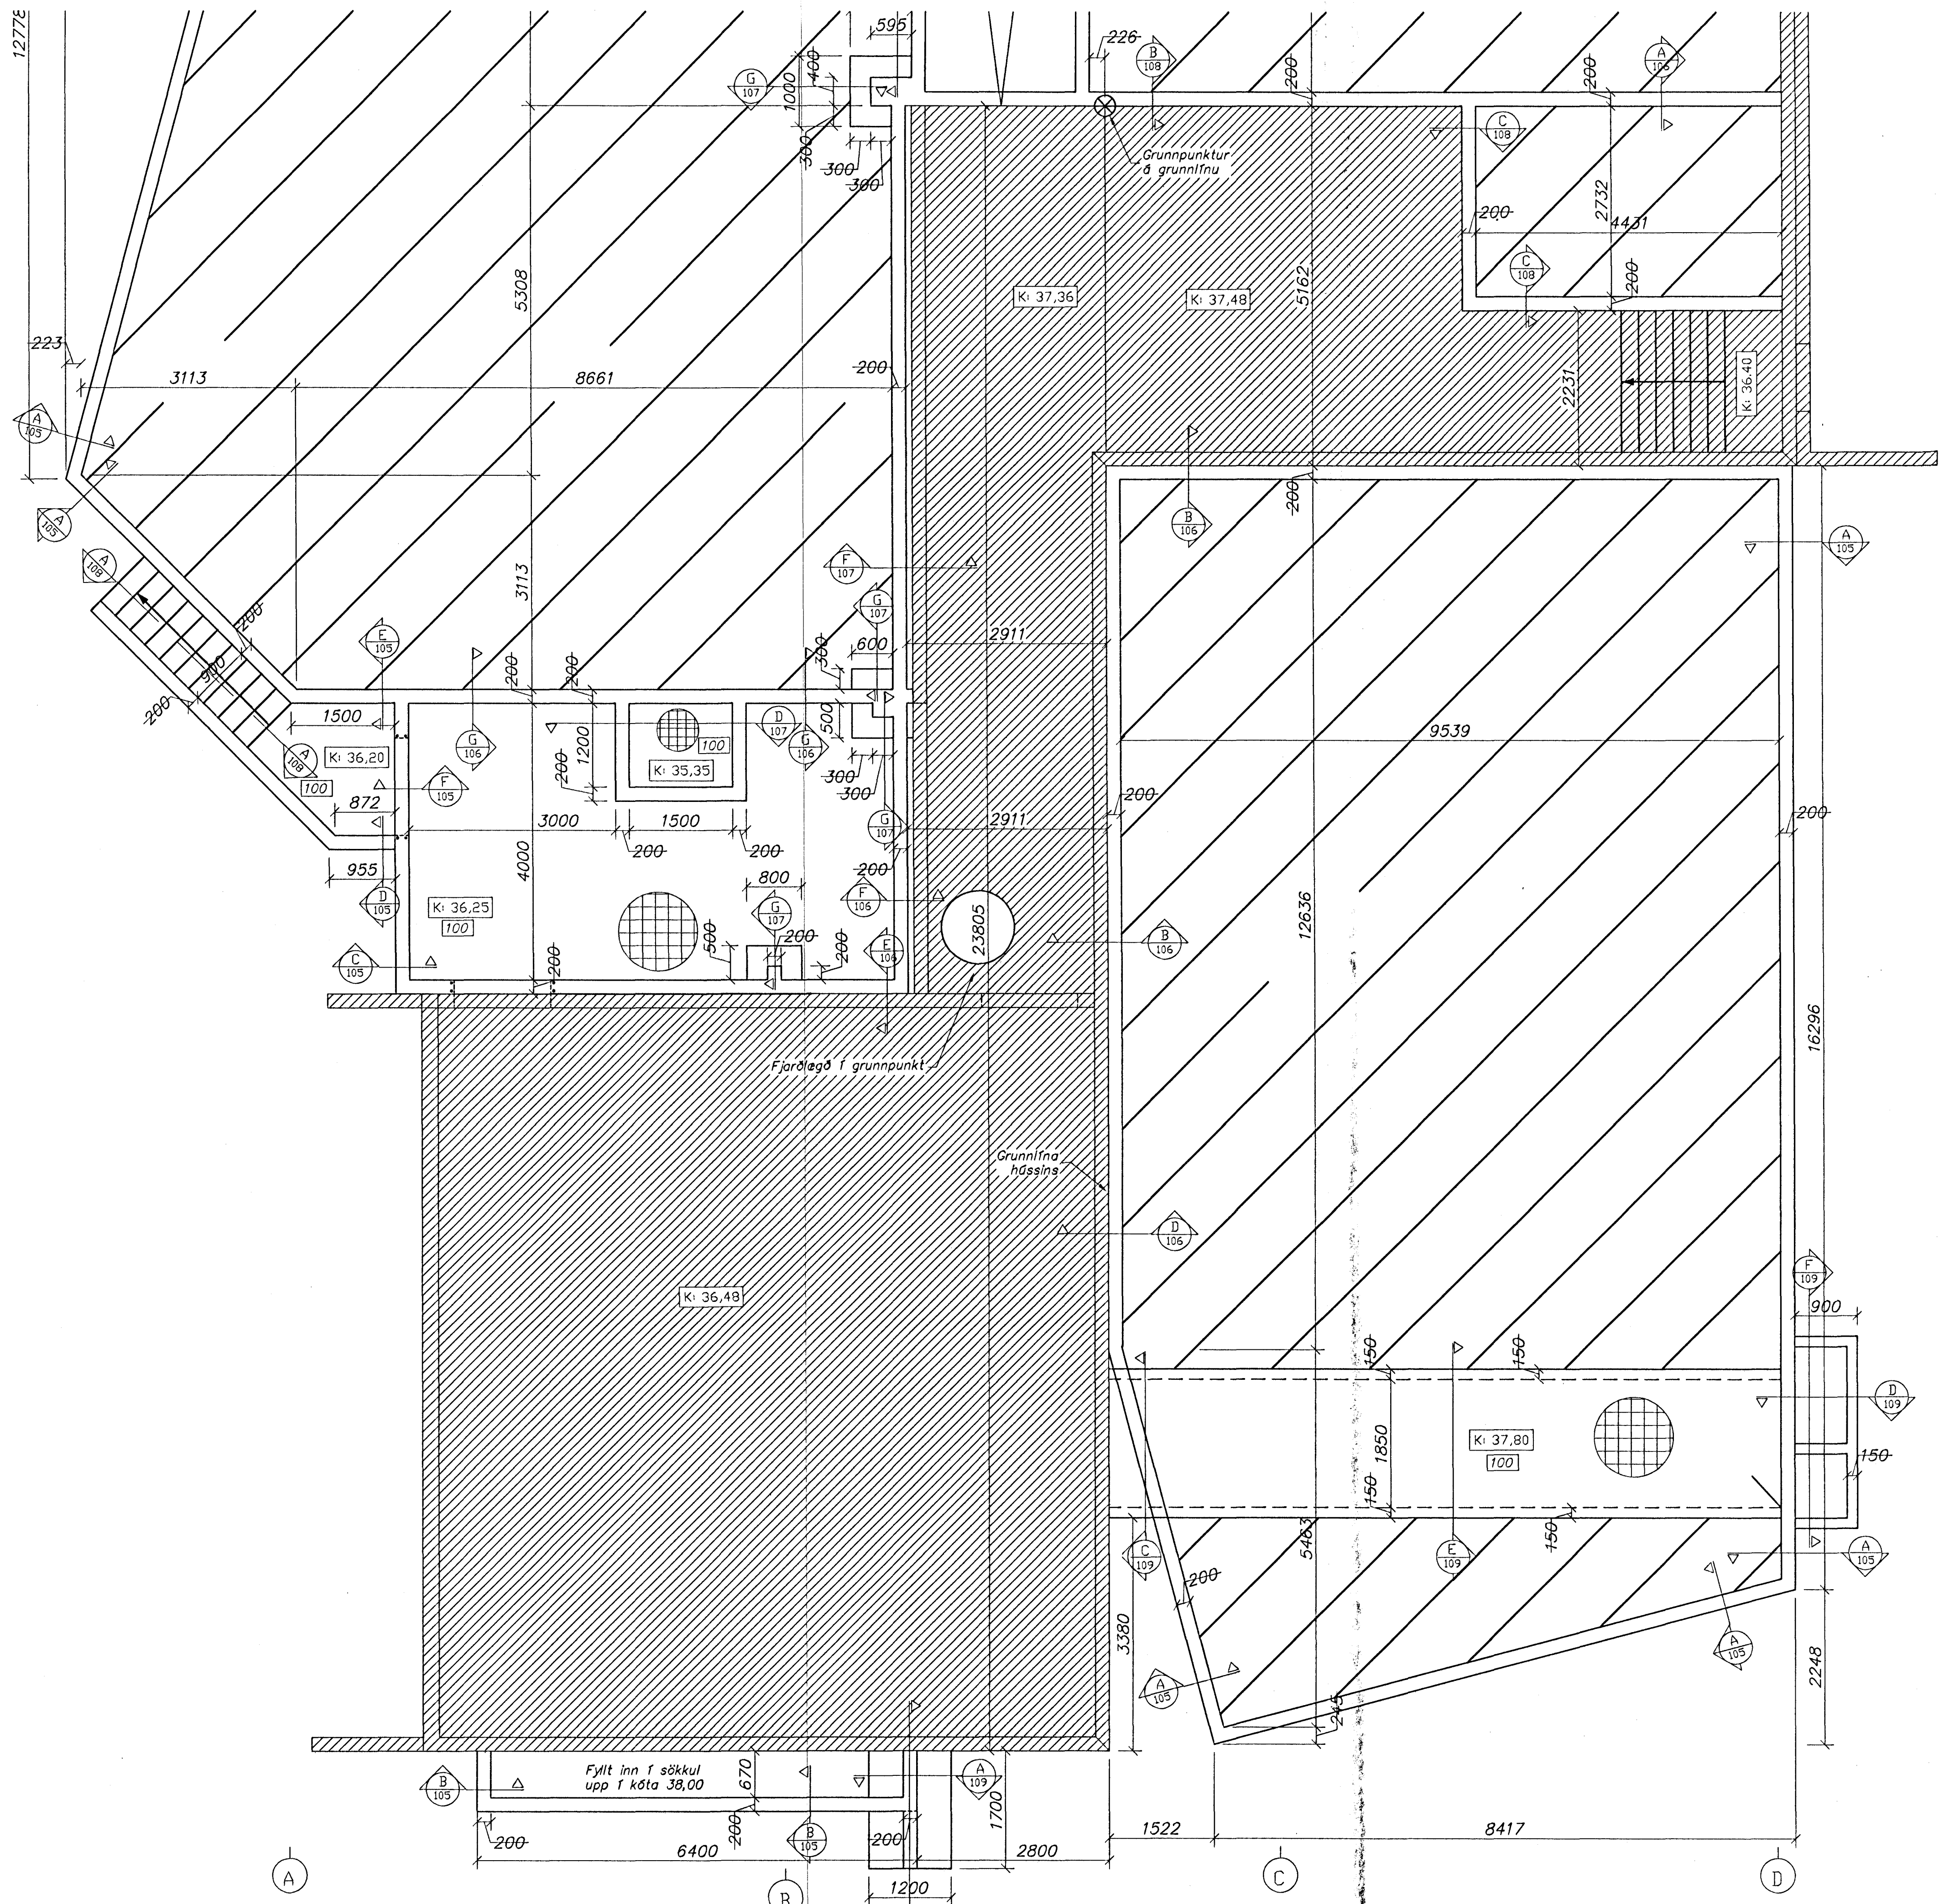 12778
595
226
B
108
A
106
G
107
1000
400
200
200
300
300
300
C
108
Grunnpunktur
á grunnlínu
2732
200
4431
5308
K: 37,36
K: 37,48
5162
C
108
200
223
3113
8661
200
2231
K: 36.40
A
105
A
105
A
108
200
B
106
A
105
3113
F
107
G
107
200
E
105
2911
600
300
900
200
200
200
1500
G
106
D
107
G
106
500
9539
K: 36,20
100
A
108
1200
200
100
K: 35,35
F
105
300
300
872
200
200
3000
1500
G
107
2911
200
200
955
4000
200
800
F
106
D
105
K: 36,25
100
G
107
23805
12636
500
200
200
E
106
B
106
C
105
200
Fjarðlægð í grunnpunkt
16296
Grunnlína
hússins
D
106
K: 36,48
F
109
900
150
150
D
109
1850
K: 37,80
100
150
150
150
5463
C
109
E
109
A
105
200
3380
A
105
A
105
2248
245
Fyllt inn í sökkul
upp í kóta 38,00
670
B
105
A
109
1700
200
200
B
105
200
1522
8417
6400
2800
A
B
C
D
1200